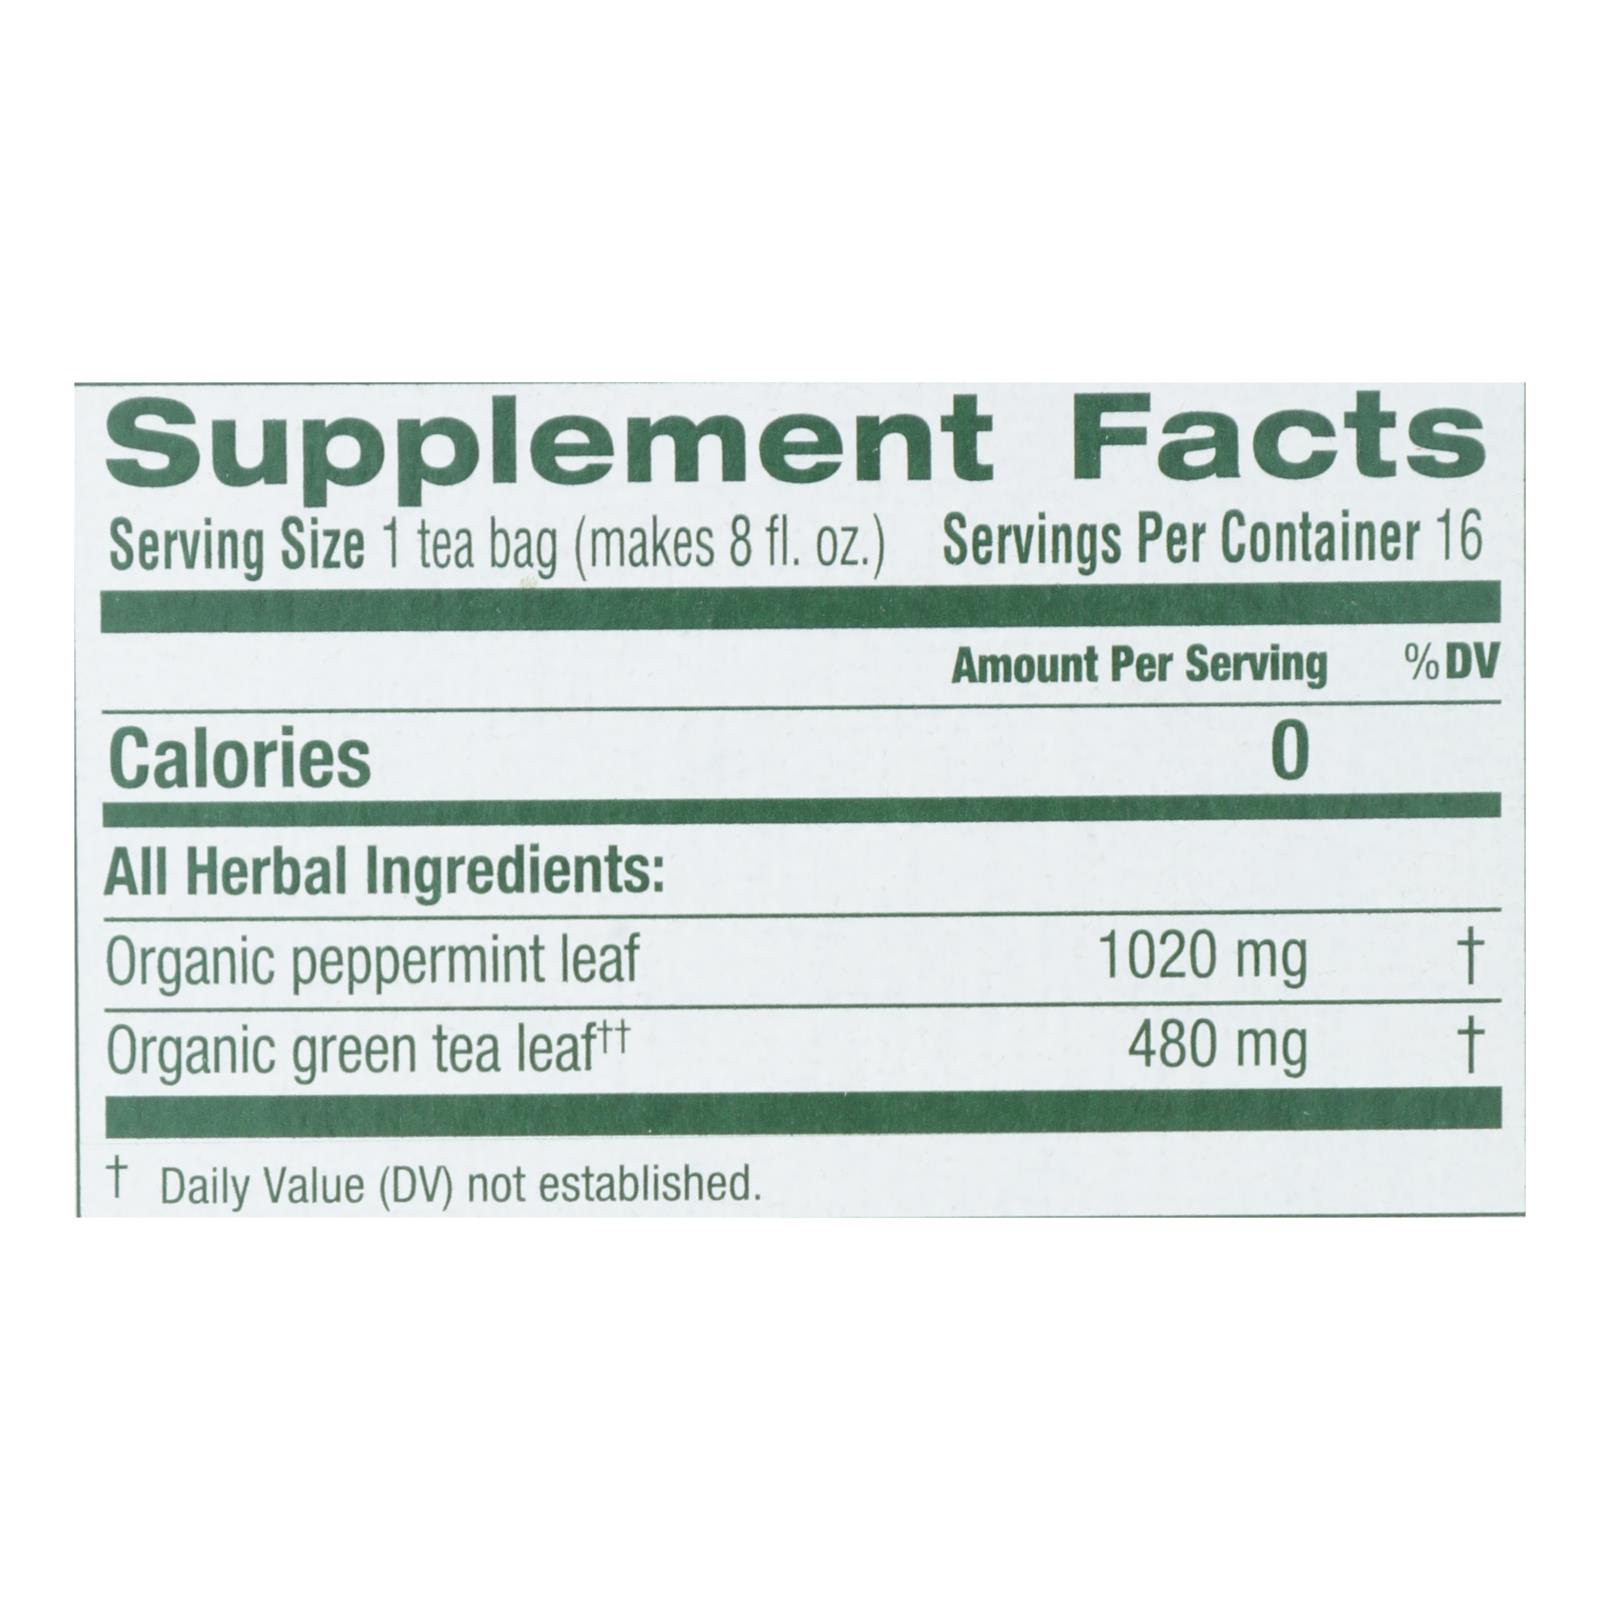 Supplement Facts
Serving Size 1 tea bag (makes 8 fl. oz.) Servings Per Container 16
Amount Per Serving %DV
Calories 0
All Herbal Ingredients:
Organic peppermint leaf 1020 mg †
Organic green tea leaf†† 480 mg †
† Daily Value (DV) not established.